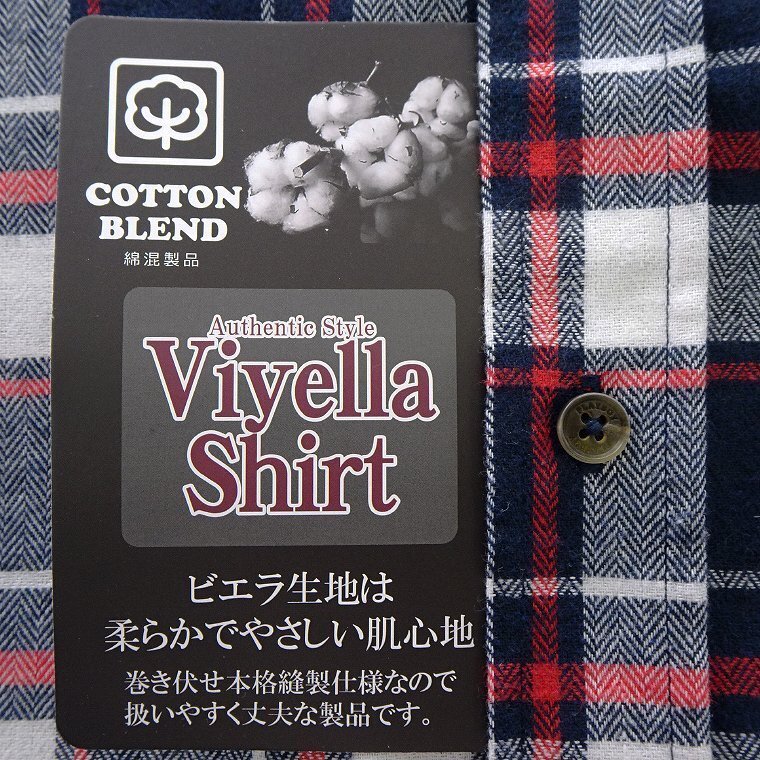 COTTON
BLEND
綿混製品
Authentic Style
Viyella
Shirt
ビエラ生地は
柔らかでやさしい肌心地
巻き伏せ本格縫製仕様なので
扱いやすく丈夫な製品です。